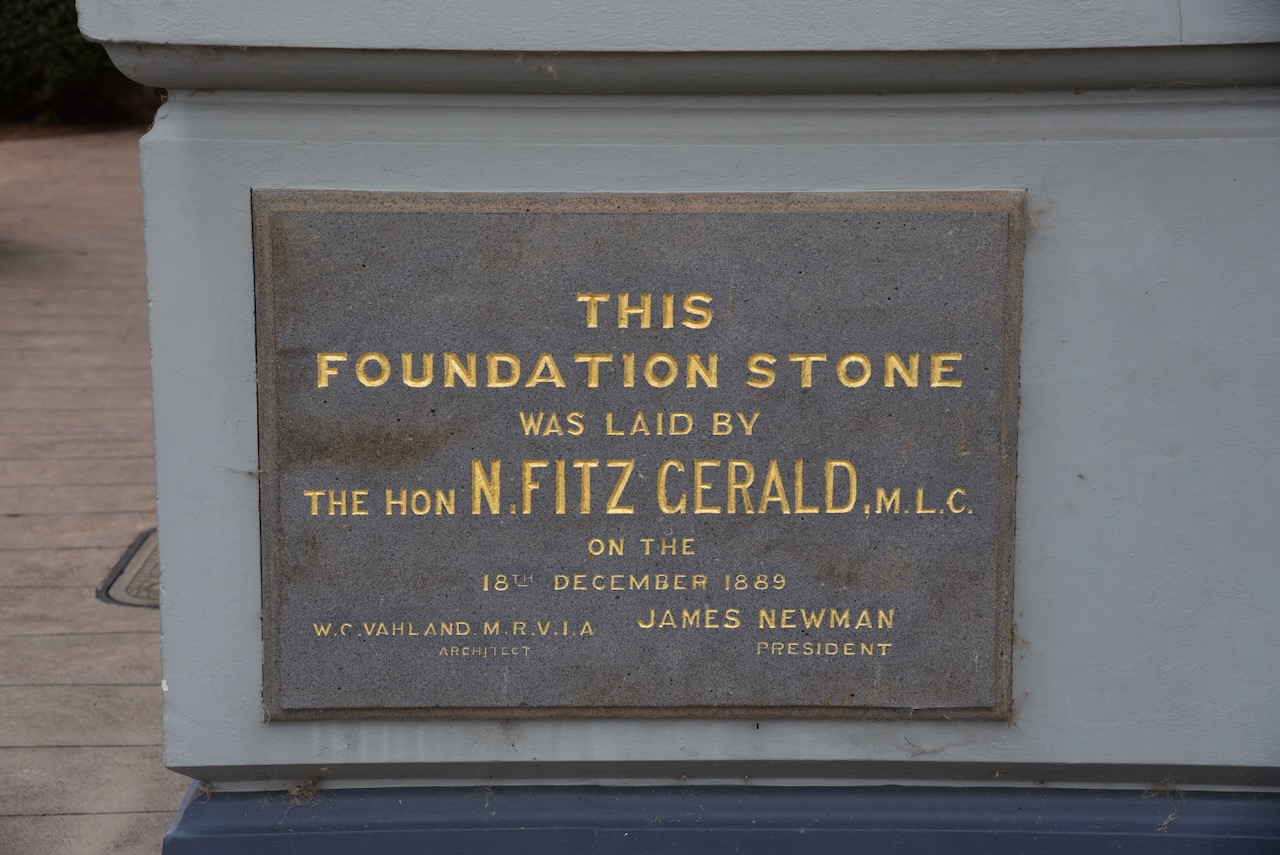 THIS
FOUNDATION STONE
WAS LAID BY
THE HON N. FITZ GERALD, M.L.C.
ON THE
18TH DECEMBER 1889
W.C. VAHLAND. M.R.V.I.A
ARCHITECT
JAMES NEWMAN
PRESIDENT